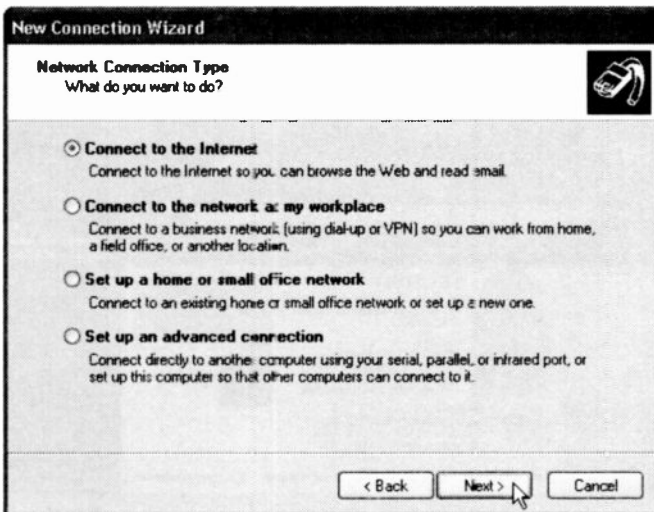 New Connection Wizard
Network Connection Type
What do you want to do?
Connect to the Internet
Connect to the Internet so you can browse the Web and read email.
Connect to the network at my workplace
Connect to a business network (using dial-up or VPN) so you can work from home,
a field office, or another location.
Set up a home or small office network
Connect to an existing home or small office network or set up a new one.
Set up an advanced connection
Connect directly to another computer using your serial, parallel, or infrared port, or
set up this computer so that other computers can connect to it.
< Back
Next >
Cancel